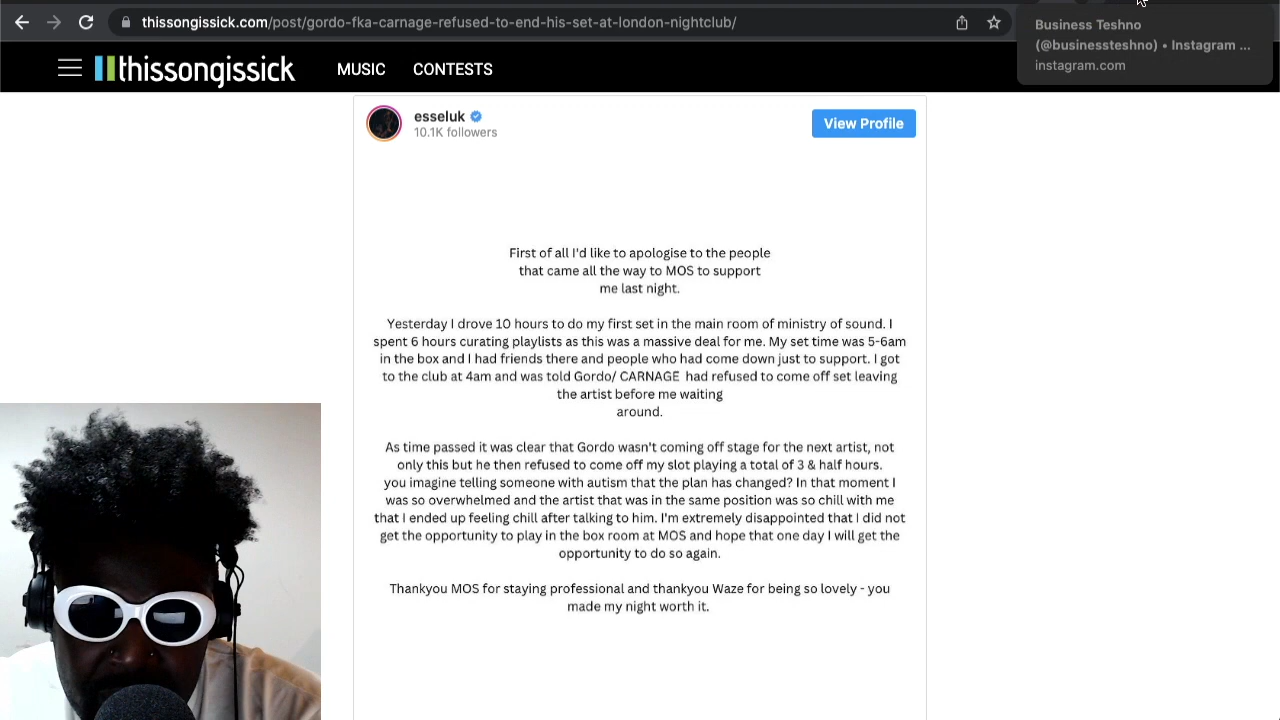 thissongissick.com/post/gordo-fka-carnage-refused-to-end-his-set-at-london-nightclub/
Business Teshno
(@businessteshno) • Instagram ...
instagram.com
thissongissick
MUSIC
CONTESTS
esseluk
10.1K followers
View Profile
First of all I'd like to apologise to the people
that came all the way to MOS to support
me last night.
Yesterday I drove 10 hours to do my first set in the main room of ministry of sound. I
spent 6 hours curating playlists as this was a massive deal for me. My set time was 5-6am
in the box and I had friends there and people who had come down just to support. I got
to the club at 4am and was told Gordo/ CARNAGE had refused to come off set leaving
the artist before me waiting
around.
As time passed it was clear that Gordo wasn't coming off stage for the next artist, not
only this but he then refused to come off my slot playing a total of 3 & half hours.
you imagine telling someone with autism that the plan has changed? In that moment I
was so overwhelmed and the artist that was in the same position was so chill with me
that I ended up feeling chill after talking to him. I'm extremely disappointed that I did not
get the opportunity to play in the box room at MOS and hope that one day I will get the
opportunity to do so again.
Thankyou MOS for staying professional and thankyou Waze for being so lovely - you
made my night worth it.